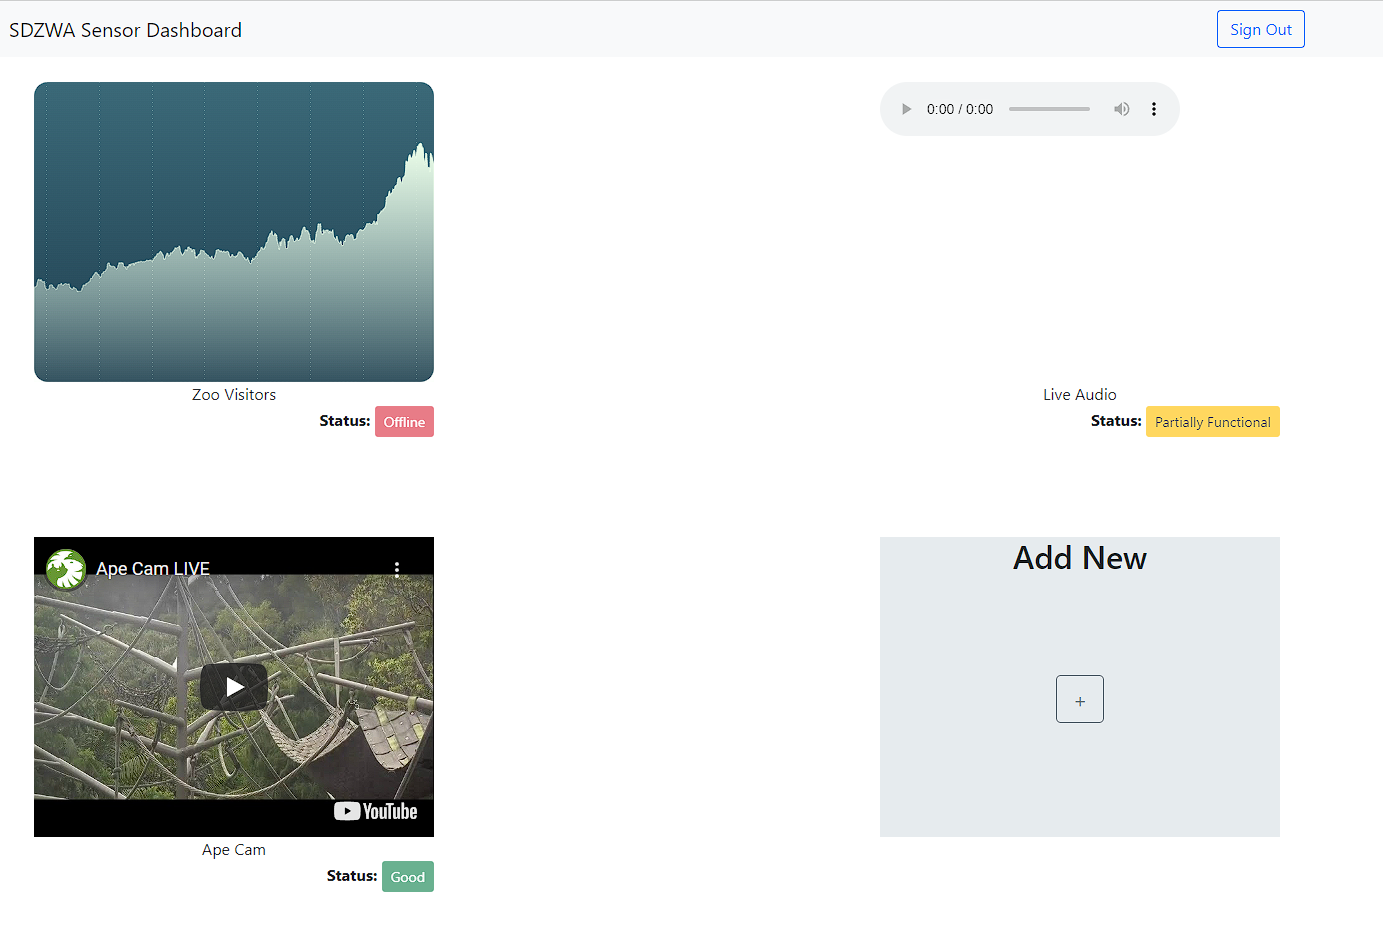 SDZWA Sensor Dashboard
Sign Out
0:00 / 0:00
Zoo Visitors
Status: Offline
Live Audio
Status: Partially Functional
Ape Cam LIVE
YouTube
Ape Cam
Status: Good
Add New
+